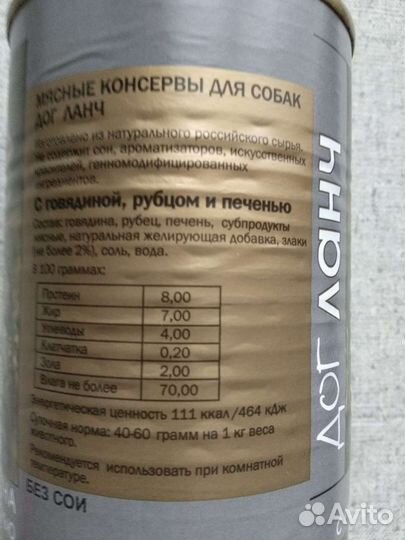 МЯСНЫЕ КОНСЕРВЫ ДЛЯ СОБАК
ДОГ ЛАНЧ
Изготовлено из натурального российского сырья.
Не содержит сои, ароматизаторов, искусственных
красителей, генномодифицированных
ингредиентов.
С говядиной, рубцом и печенью
Состав: говядина, рубец, печень, субпродукты
мясные, натуральная желирующая добавка, злаки
(не более 2%), соль, вода.
В 100 граммах:
Протеин 8,00
Жир 7,00
Углеводы 4,00
Клетчатка 0,20
Зола 2,00
Влага не более 70,00
Энергетическая ценность 111 ккал/464 кДж
Суточная норма: 40-60 грамм на 1 кг веса
животного.
Рекомендуется использовать при комнатной
температуре.
БЕЗ СОИ
ДОГ ЛАНЧ
Avito